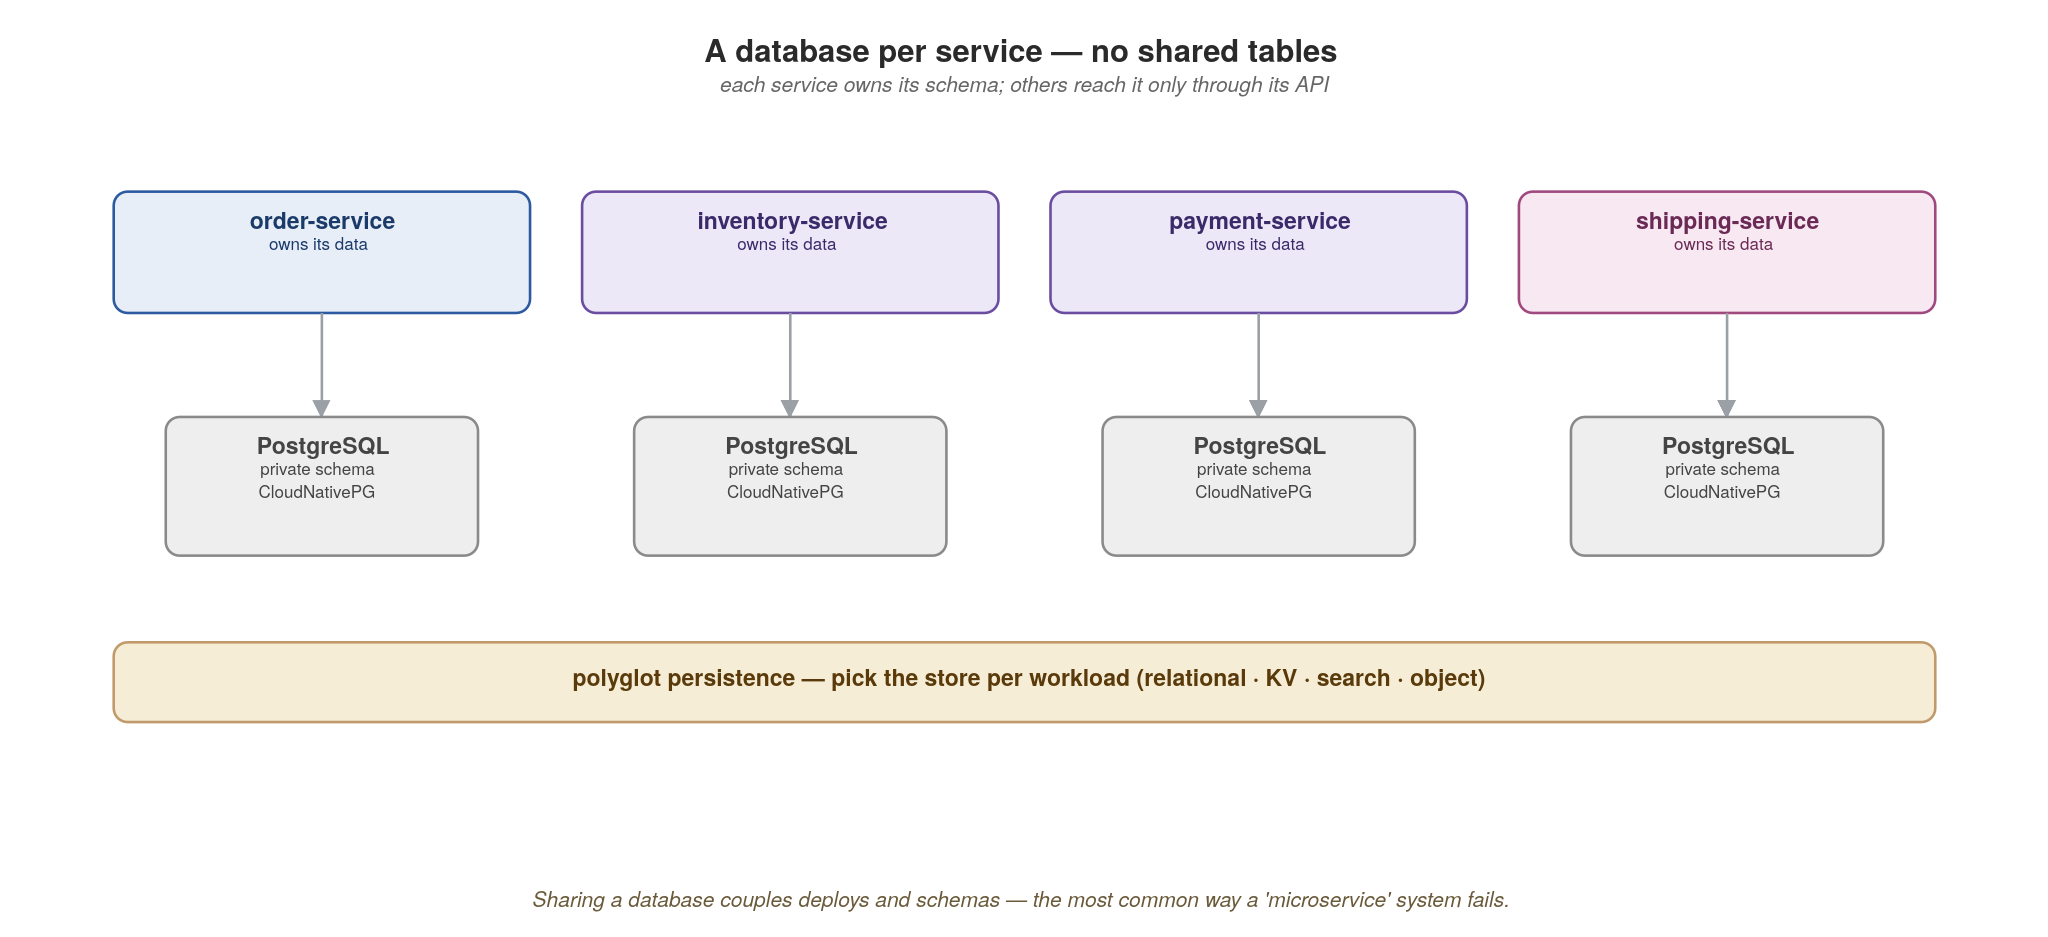 A database per service — no shared tables
each service owns its schema; others reach it only through its API
order-service
owns its data
inventory-service
owns its data
payment-service
owns its data
shipping-service
owns its data
PostgreSQL
private schema
CloudNativePG
PostgreSQL
private schema
CloudNativePG
PostgreSQL
private schema
CloudNativePG
PostgreSQL
private schema
CloudNativePG
polyglot persistence — pick the store per workload (relational · KV · search · object)
Sharing a database couples deploys and schemas — the most common way a 'microservice' system fails.